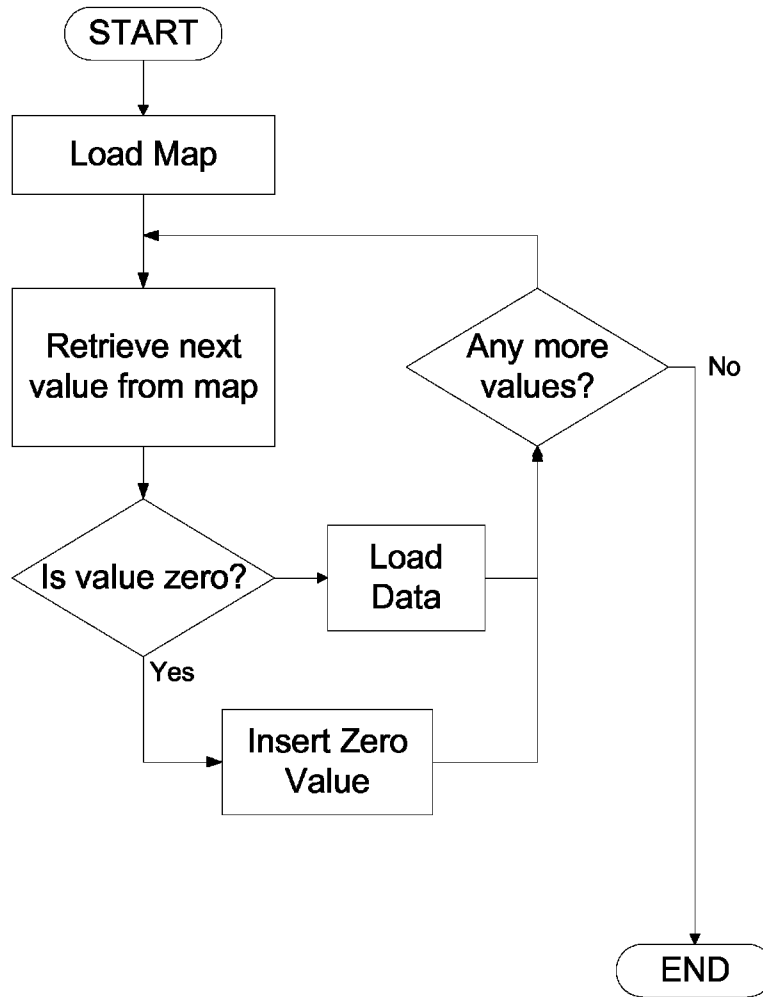 START
Load Map
Retrieve next
value from map
Any more
values?
No
Is value zero?
Load
Data
Yes
Insert Zero
Value
END